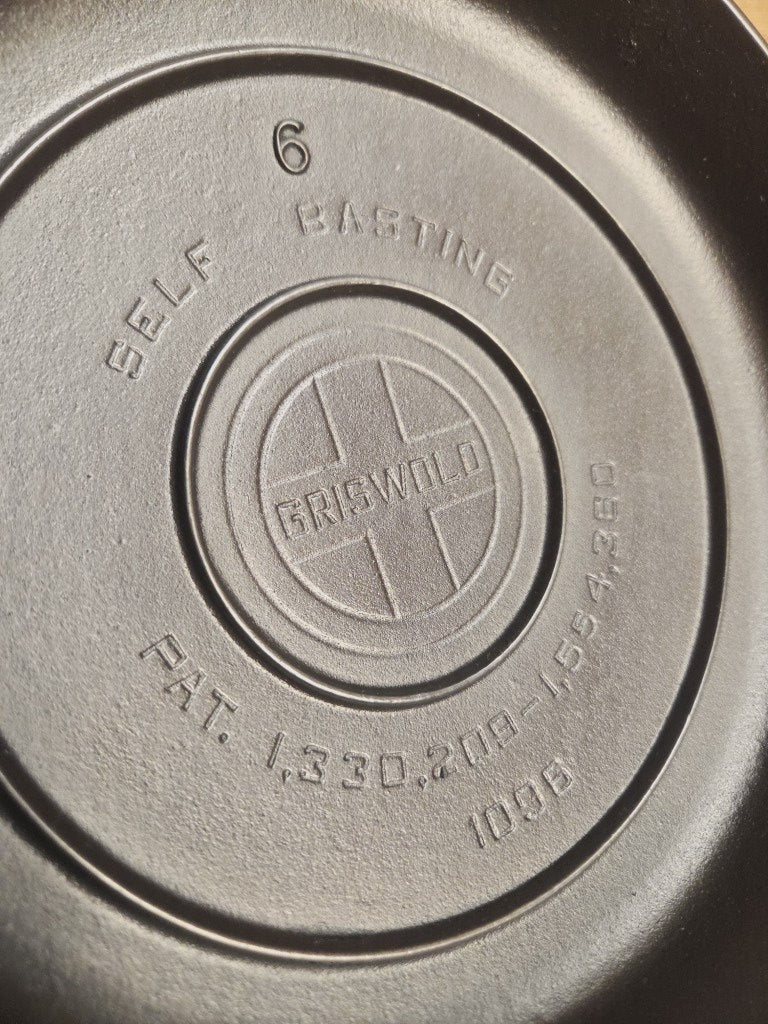 6
SELF BASTING
GRISWOLD
PAT. 1,330,209-1,554,360
1098